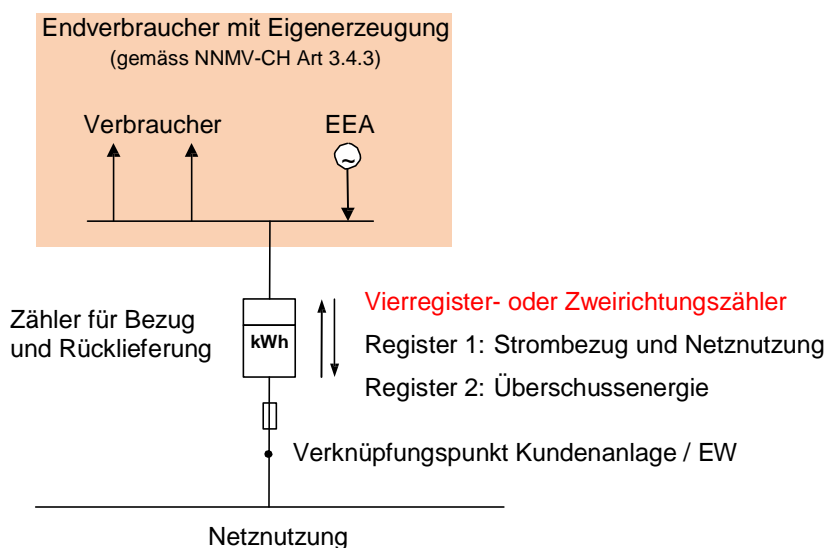 Endverbraucher mit Eigenerzeugung
(gemäss NNMV-CH Art 3.4.3)
Verbraucher
EEA
~
Zähler für Bezug
und Rücklieferung
kWh
Vierregister- oder Zweirichtungszähler
Register 1: Strombezug und Netznutzung
Register 2: Überschussenergie
Verknüpfungspunkt Kundenanlage / EW
Netznutzung